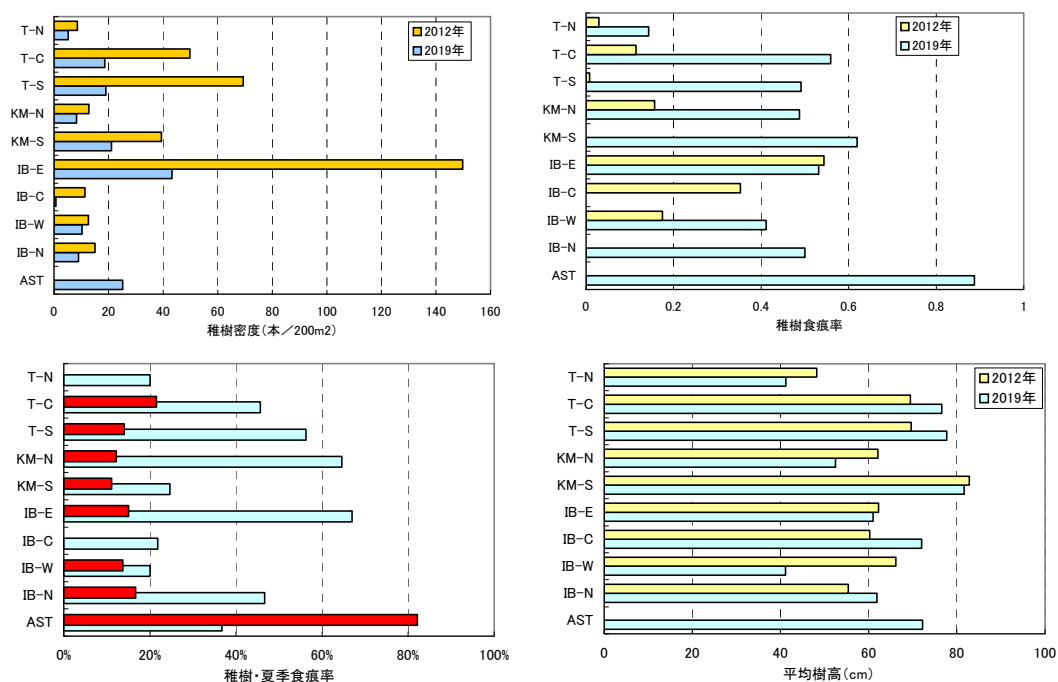 T-N
T-C
T-S
KM-N
KM-S
IB-E
IB-C
IB-W
IB-N
AST
2012年
2019年
0 20 40 60 80 100 120 140 160
稚樹密度(本／200m2)
T-N
T-C
T-S
KM-N
KM-S
IB-E
IB-C
IB-W
IB-N
AST
2012年
2019年
0 0.2 0.4 0.6 0.8 1
稚樹食痕率
T-N
T-C
T-S
KM-N
KM-S
IB-E
IB-C
IB-W
IB-N
AST
0% 20% 40% 60% 80% 100%
稚樹・夏季食痕率
T-N
T-C
T-S
KM-N
KM-S
IB-E
IB-C
IB-W
IB-N
AST
2012年
2019年
0 20 40 60 80 100
平均樹高(cm)